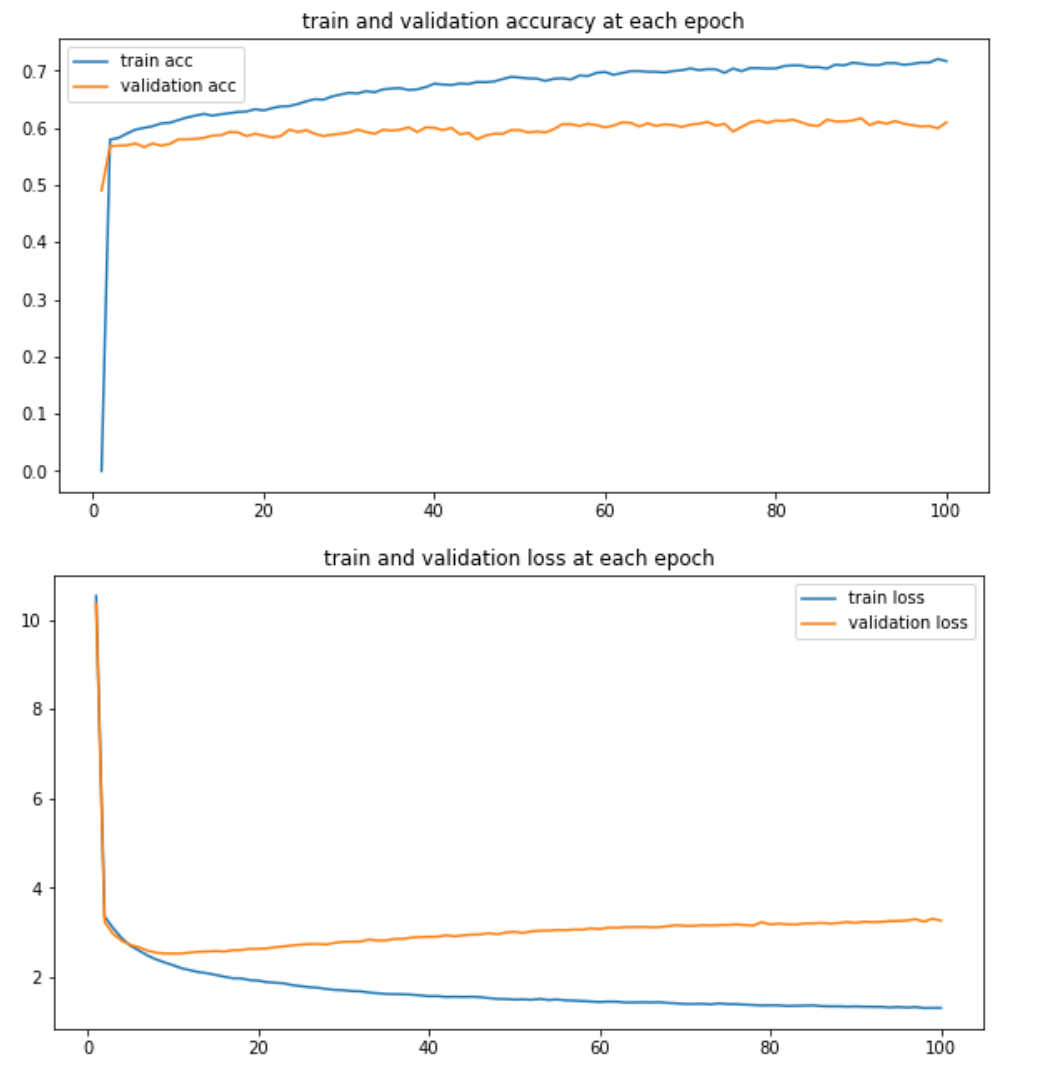 train and validation accuracy at each epoch
train acc
validation acc
0.7
0.6
0.5
0.4
0.3
0.2
0.1
0.0
0 20 40 60 80 100
train and validation loss at each epoch
train loss
validation loss
10
8
6
4
2
0 20 40 60 80 100